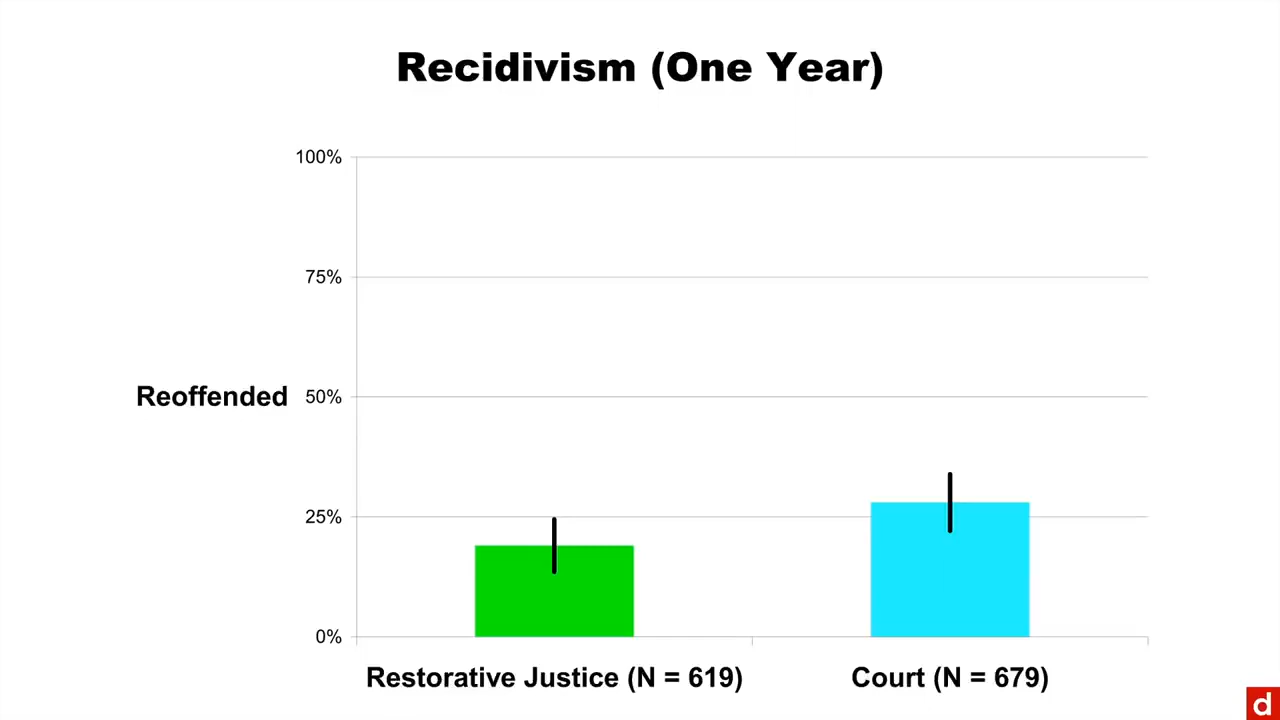 Recidivism (One Year)
100%
75%
Reoffended 50%
25%
0%
Restorative Justice (N = 619) Court (N = 679)
d